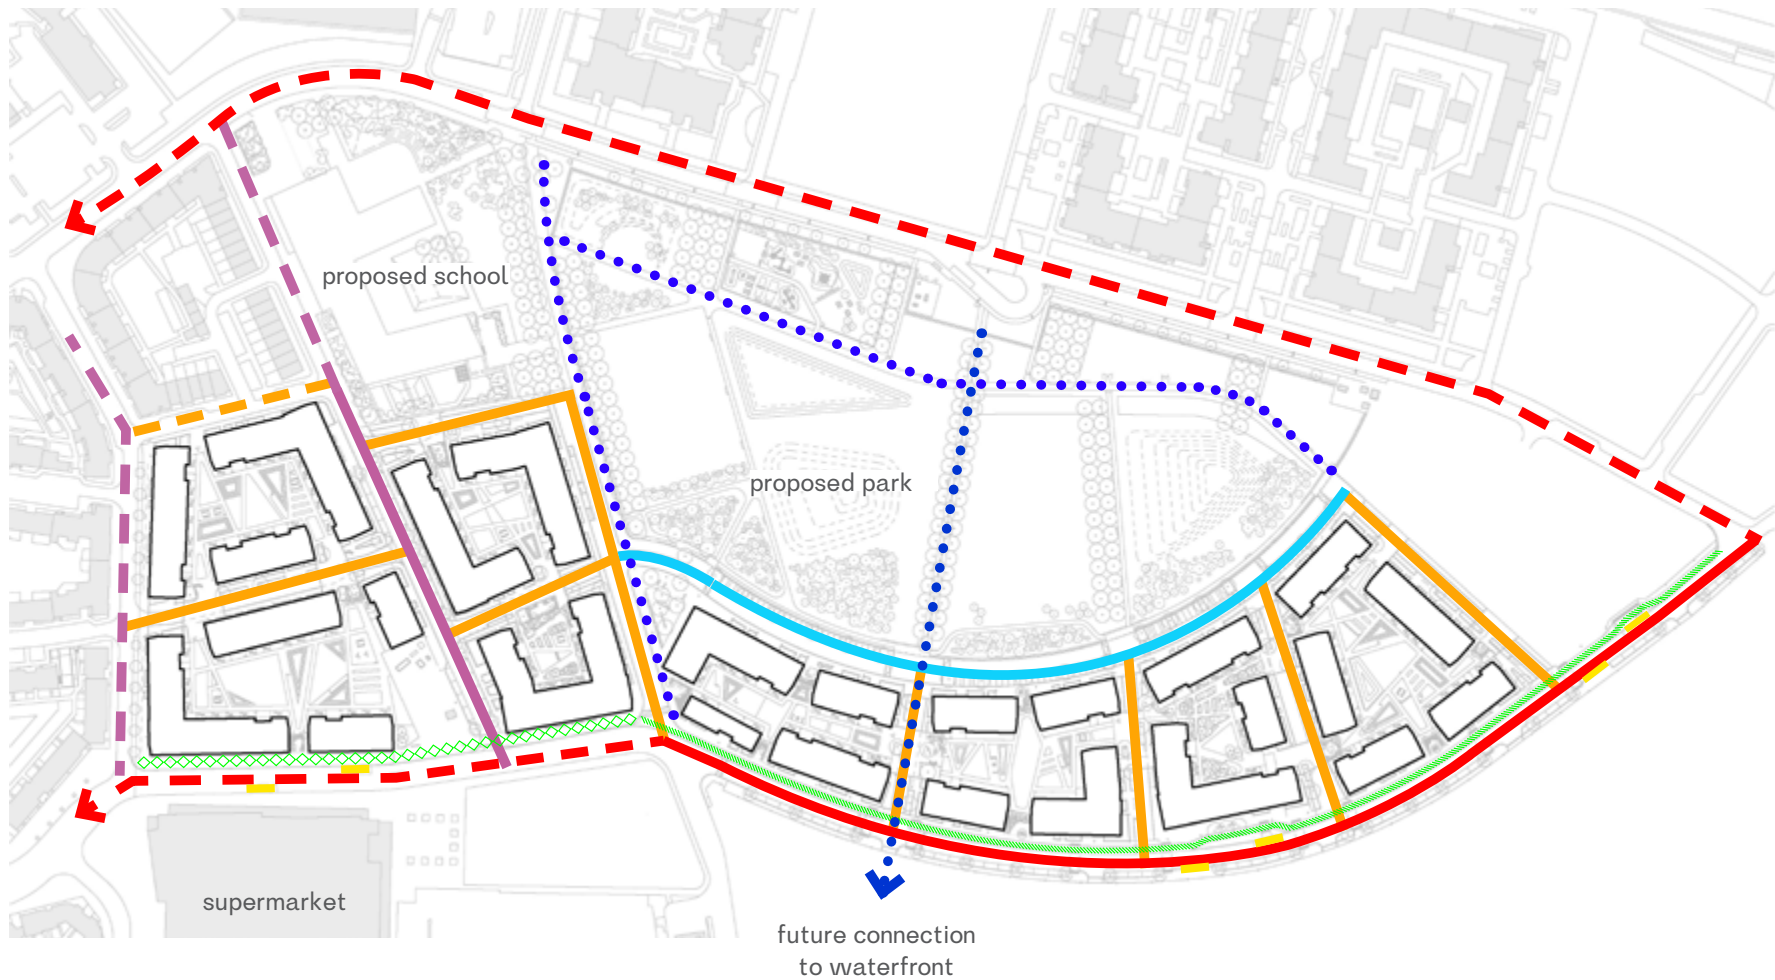 proposed school
proposed park
supermarket
future connection
to waterfront